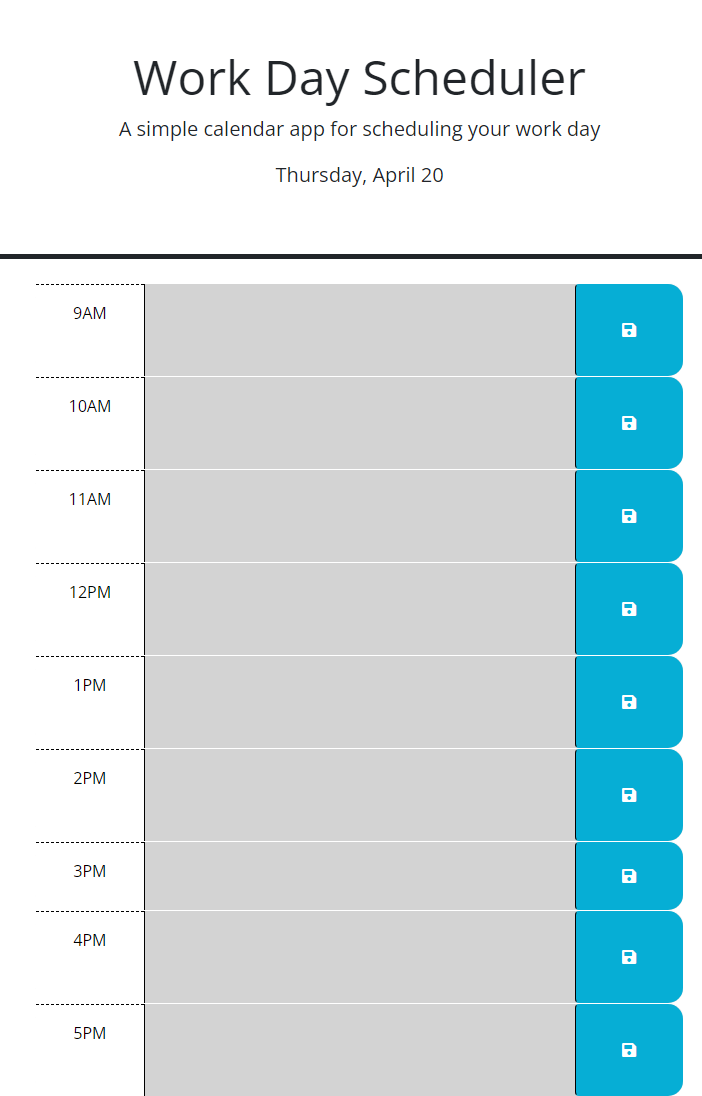 Work Day Scheduler
A simple calendar app for scheduling your work day
Thursday, April 20
9AM
10AM
11AM
12PM
1PM
2PM
3PM
4PM
5PM